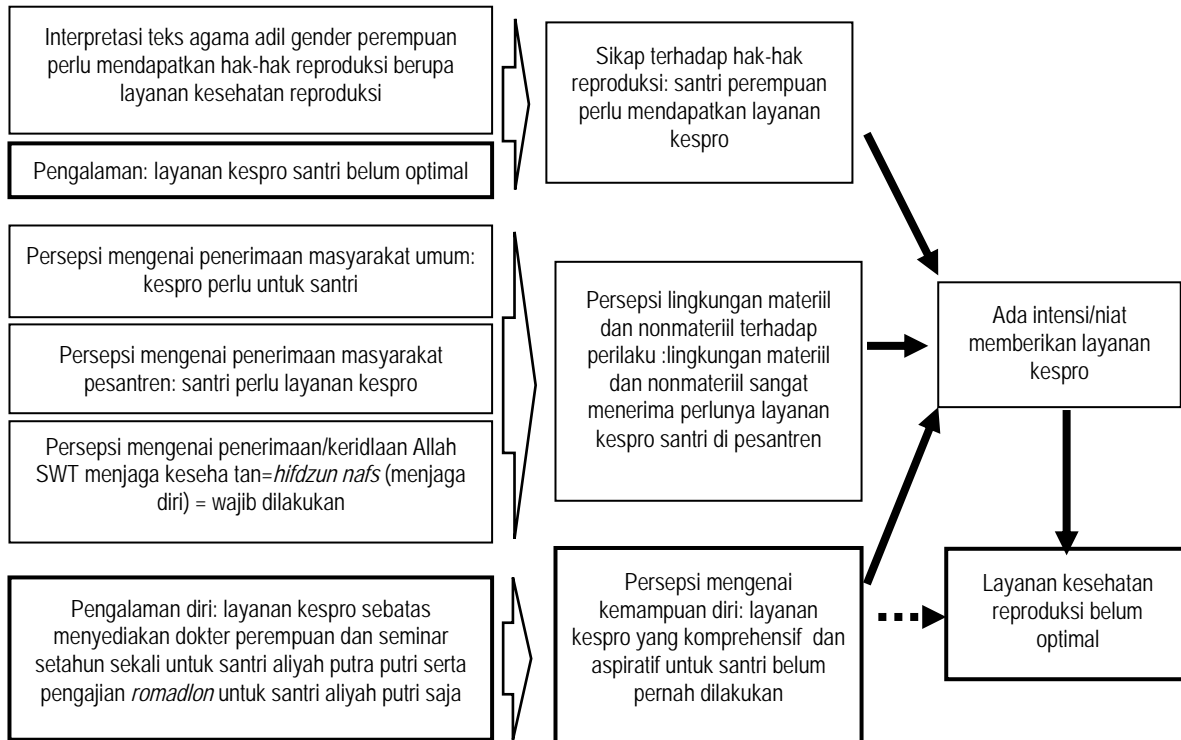 Interpretasi teks agama adil gender perempuan
perlu mendapatkan hak-hak reproduksi berupa
layanan kesehatan reproduksi
Pengalaman: layanan kespro santri belum optimal
Sikap terhadap hak-hak
reproduksi: santri perempuan
perlu mendapatkan layanan
kespro
Persepsi mengenai penerimaan masyarakat umum:
kespro perlu untuk santri
Persepsi mengenai penerimaan masyarakat
pesantren: santri perlu layanan kespro
Persepsi mengenai penerimaan/keridlaan Allah
SWT menjaga keseha tan=hifdzun nafs (menjaga
diri) = wajib dilakukan
Persepsi lingkungan materiil
dan nonmateriil terhadap
perilaku :lingkungan materiil
dan nonmateriil sangat
menerima perlunya layanan
kespro santri di pesantren
Ada intensi/niat
memberikan layanan
kespro
Pengalaman diri: layanan kespro sebatas
menyediakan dokter perempuan dan seminar
setahun sekali untuk santri aliyah putra putri serta
pengajian romadlon untuk santri aliyah putri saja
Persepsi mengenai
kemampuan diri: layanan
kespro yang komprehensif dan
aspiratif untuk santri belum
pernah dilakukan
Layanan kesehatan
reproduksi belum
optimal